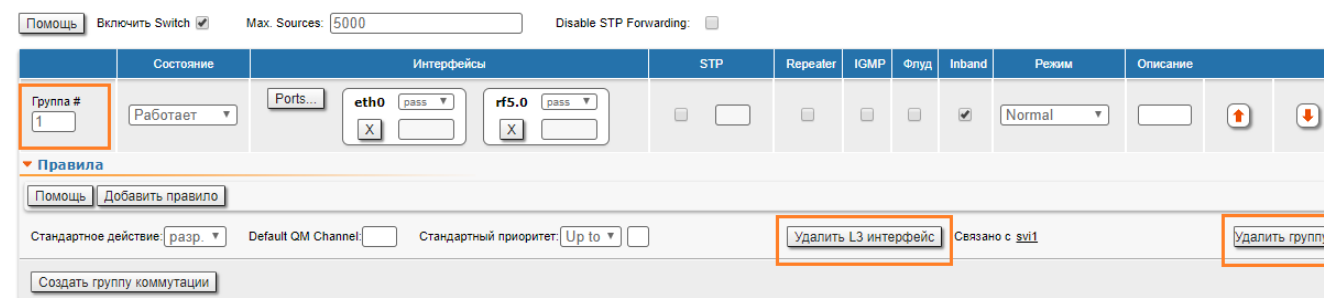 Помощь Включить Switch Max. Sources: 5000 Disable STP Forwarding:
Состояние Интерфейсы STP Repeater IGMP Флуд Inband Режим Описание
Группа # Ports... eth0 pass rf5.0 pass
1 Работает X X Normal
Правила
Помощь Добавить правило
Стандартное действие: разр. Default QM Channel: Стандартный приоритет: Up to Удалить L3 интерфейс Связано с svi1 Удалить группу
Создать группу коммутации